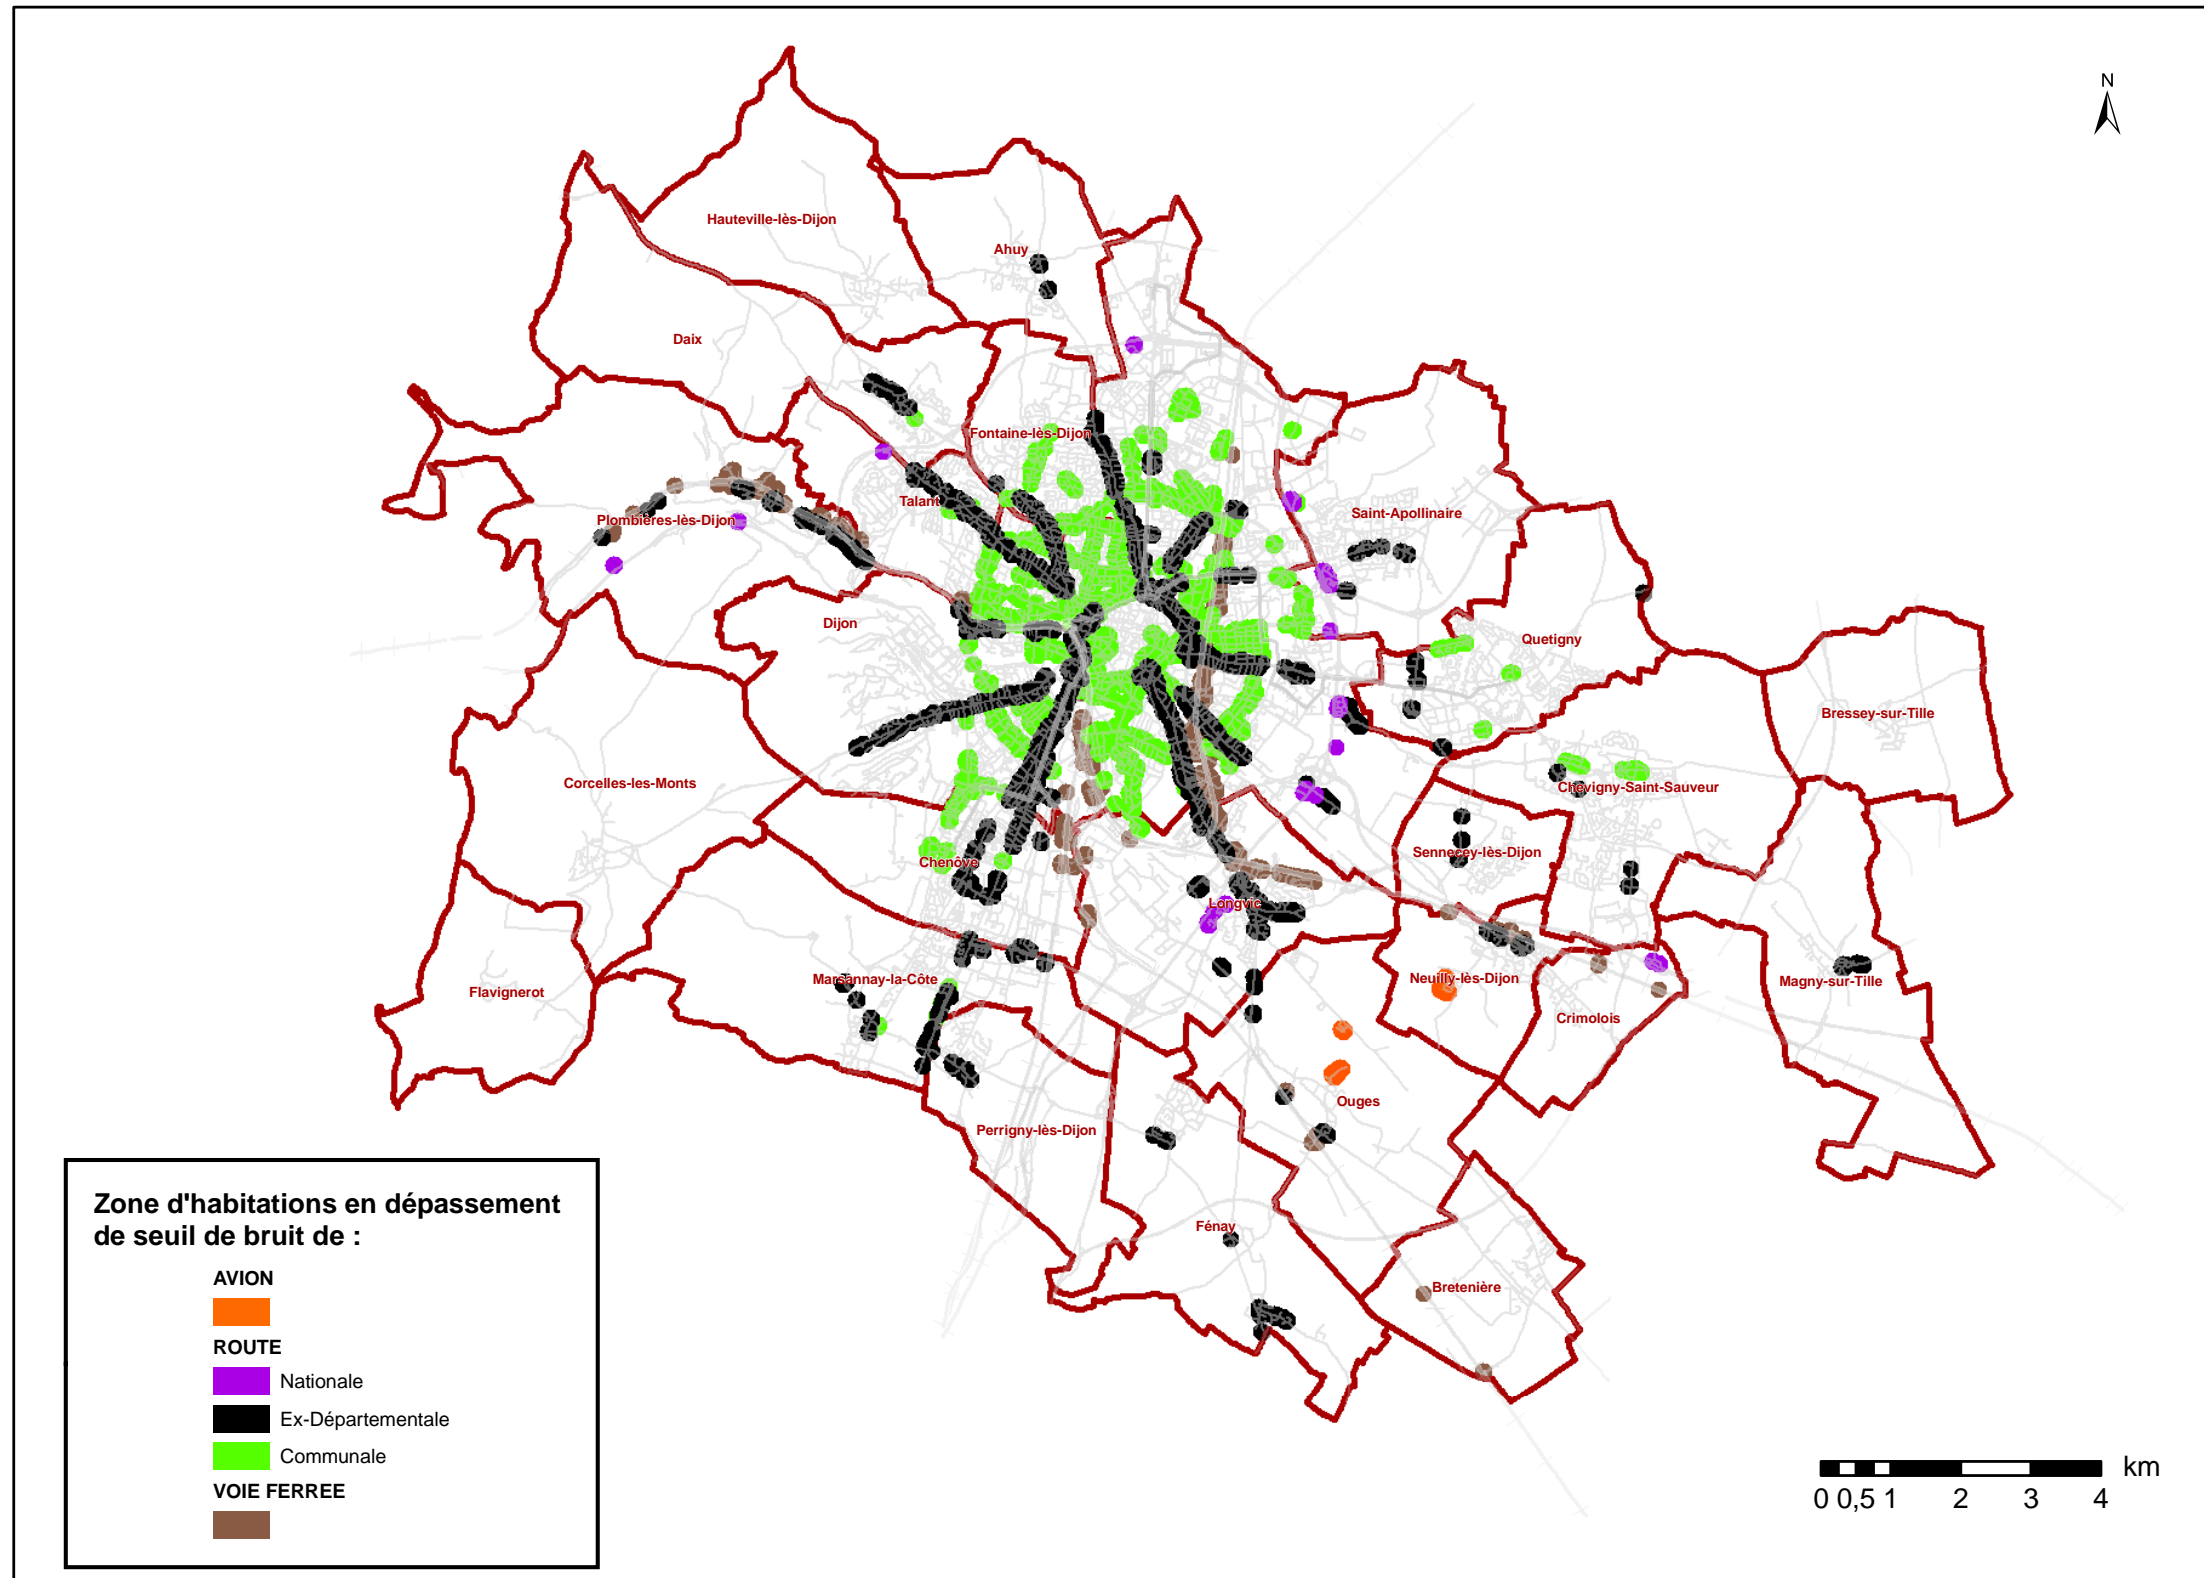 N
Hauteville-lès-Dijon
Ahuy
Daix
Fontaine-lès-Dijon
Talant
Plombières-lès-Dijon
Saint-Apollinaire
Dijon
Quetigny
Bressey-sur-Tille
Corcelles-les-Monts
Chevigny-Saint-Sauveur
Chenôve
Sennecey-lès-Dijon
Longvic
Marsannay-la-Côte
Neuilly-lès-Dijon
Flavignerot
Magny-sur-Tille
Crimolois
Ouges
Perrigny-lès-Dijon
Fénay
Bretenière
Zone d'habitations en dépassement
de seuil de bruit de :
AVION
ROUTE
Nationale
Ex-Départementale
Communale
VOIE FERREE
km
0 0,5 1 2 3 4